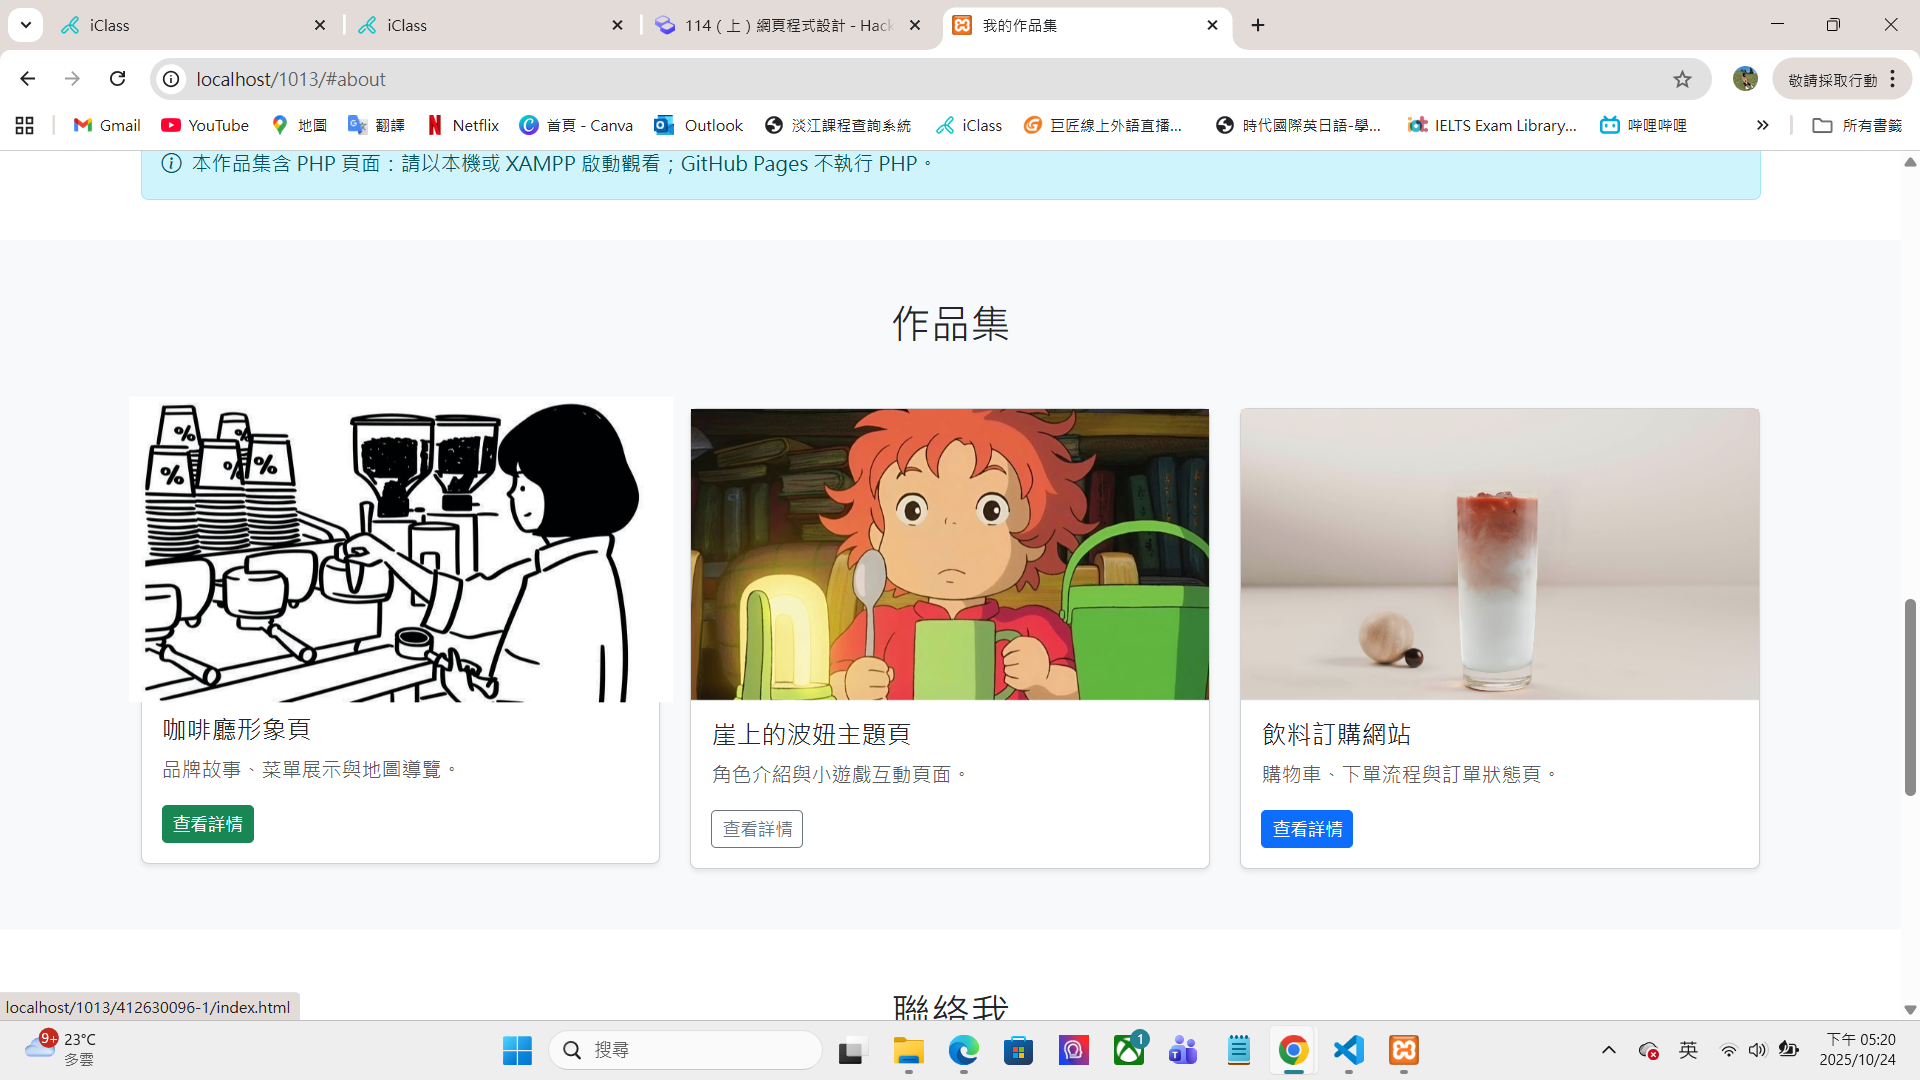 iClass
iClass
114 ( 上 ) 網頁程式設計 - Hack
我的作品集
localhost/1013/#about
敬請採取行動
Gmail
YouTube
地圖
翻譯
Netflix
首頁 - Canva
Outlook
淡江課程查詢系統
iClass
巨匠線上外語直播...
時代國際英日語-學...
IELTS Exam Library...
嗶哩嗶哩
所有書籤
本作品集含 PHP 頁面：請以本機或 XAMPP 啟動觀看；GitHub Pages 不執行 PHP。
作品集
% % % % %
咖啡廳形象頁
品牌故事、菜單展示與地圖導覽。
查看詳情
崖上的波妞主題頁
角色介紹與小遊戲互動頁面。
查看詳情
飲料訂購網站
購物車、下單流程與訂單狀態頁。
查看詳情
聯絡我
localhost/1013/412630096-1/index.html
9+
23°C
多雲
搜尋
1
英
下午 05:20
2025/10/24